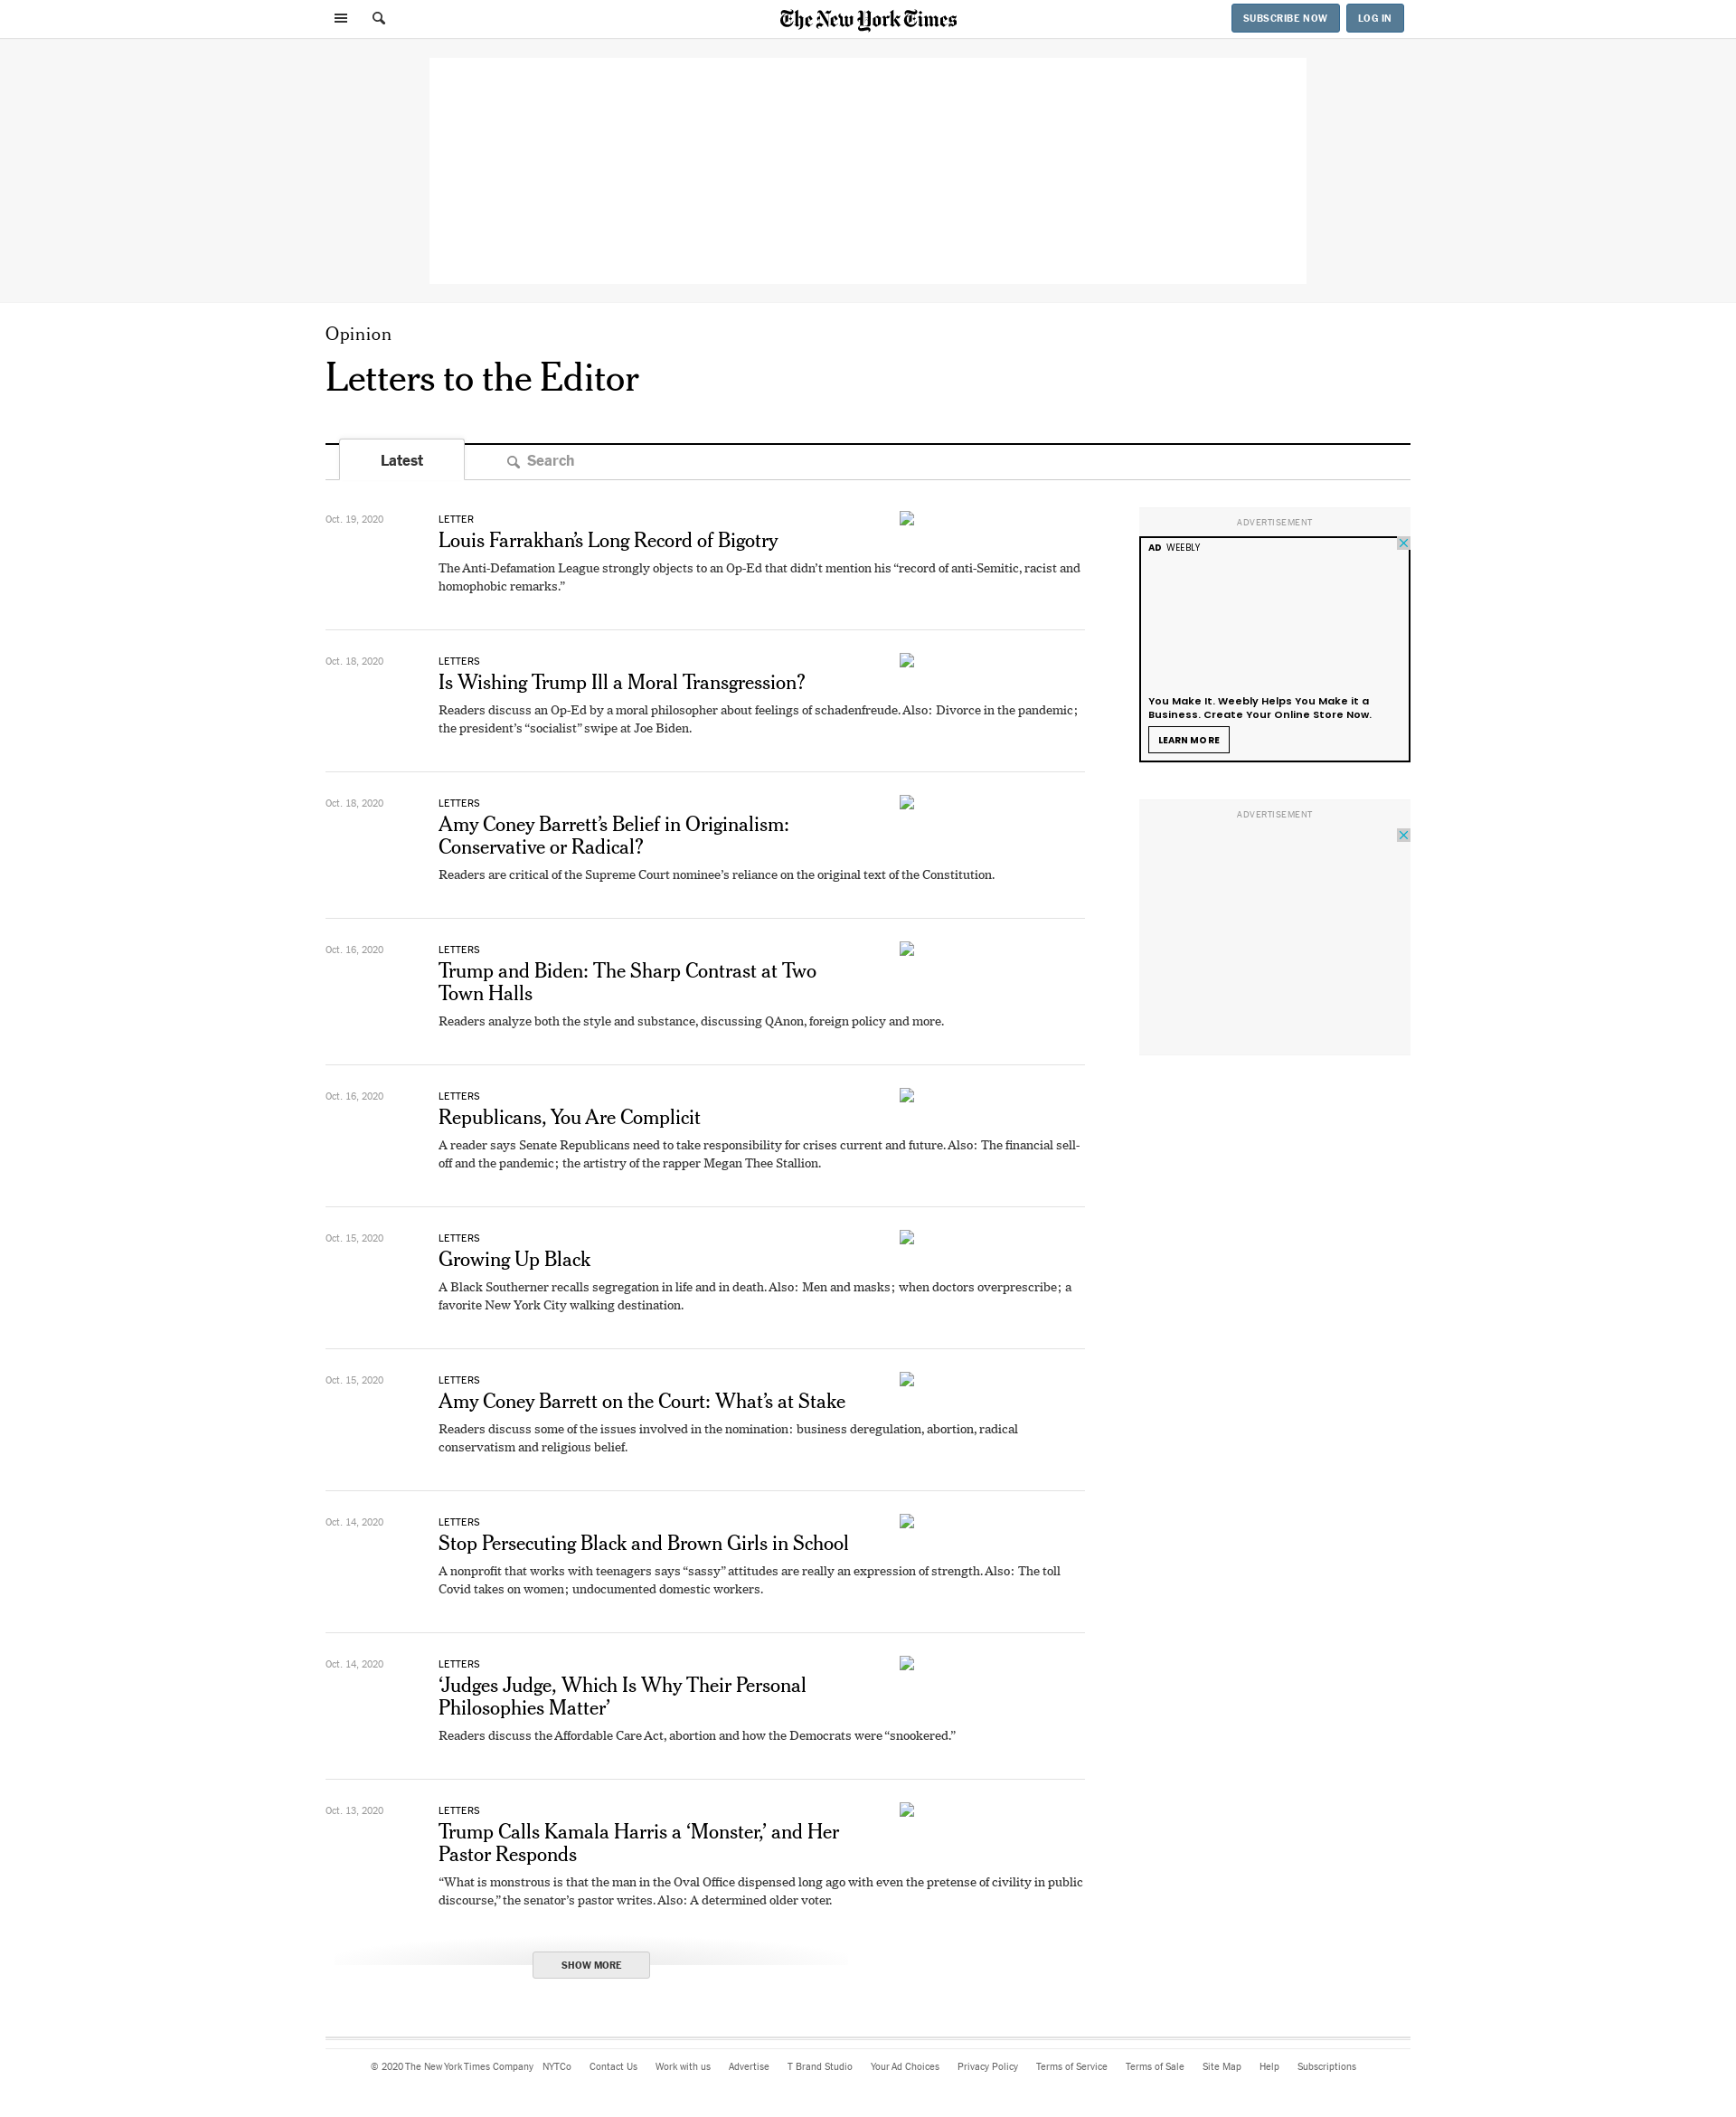 The New York Times
SUBSCRIBE NOW
LOG IN
Opinion
Letters to the Editor
Latest
Search
Oct. 19, 2020
LETTER
Louis Farrakhan’s Long Record of Bigotry
The Anti-Defamation League strongly objects to an Op-Ed that didn’t mention his “record of anti-Semitic, racist and
homophobic remarks.”
Oct. 18, 2020
LETTERS
Is Wishing Trump Ill a Moral Transgression?
Readers discuss an Op-Ed by a moral philosopher about feelings of schadenfreude. Also: Divorce in the pandemic;
the president’s “socialist” swipe at Joe Biden.
Oct. 18, 2020
LETTERS
Amy Coney Barrett’s Belief in Originalism:
Conservative or Radical?
Readers are critical of the Supreme Court nominee’s reliance on the original text of the Constitution.
Oct. 16, 2020
LETTERS
Trump and Biden: The Sharp Contrast at Two
Town Halls
Readers analyze both the style and substance, discussing QAnon, foreign policy and more.
Oct. 16, 2020
LETTERS
Republicans, You Are Complicit
A reader says Senate Republicans need to take responsibility for crises current and future. Also: The financial sell-
off and the pandemic; the artistry of the rapper Megan Thee Stallion.
Oct. 15, 2020
LETTERS
Growing Up Black
A Black Southerner recalls segregation in life and in death. Also: Men and masks; when doctors overprescribe; a
favorite New York City walking destination.
Oct. 15, 2020
LETTERS
Amy Coney Barrett on the Court: What’s at Stake
Readers discuss some of the issues involved in the nomination: business deregulation, abortion, radical
conservatism and religious belief.
Oct. 14, 2020
LETTERS
Stop Persecuting Black and Brown Girls in School
A nonprofit that works with teenagers says “sassy” attitudes are really an expression of strength. Also: The toll
Covid takes on women; undocumented domestic workers.
Oct. 14, 2020
LETTERS
‘Judges Judge, Which Is Why Their Personal
Philosophies Matter’
Readers discuss the Affordable Care Act, abortion and how the Democrats were “snookered.”
Oct. 13, 2020
LETTERS
Trump Calls Kamala Harris a ‘Monster,’ and Her
Pastor Responds
“What is monstrous is that the man in the Oval Office dispensed long ago with even the pretense of civility in public
discourse,” the senator’s pastor writes. Also: A determined older voter.
SHOW MORE
ADVERTISEMENT
AD WEEBLY
You Make It. Weebly Helps You Make it a
Business. Create Your Online Store Now.
LEARN MORE
ADVERTISEMENT
© 2020 The New York Times Company NYTCo Contact Us Work with us Advertise T Brand Studio Your Ad Choices Privacy Policy Terms of Service Terms of Sale Site Map Help Subscriptions